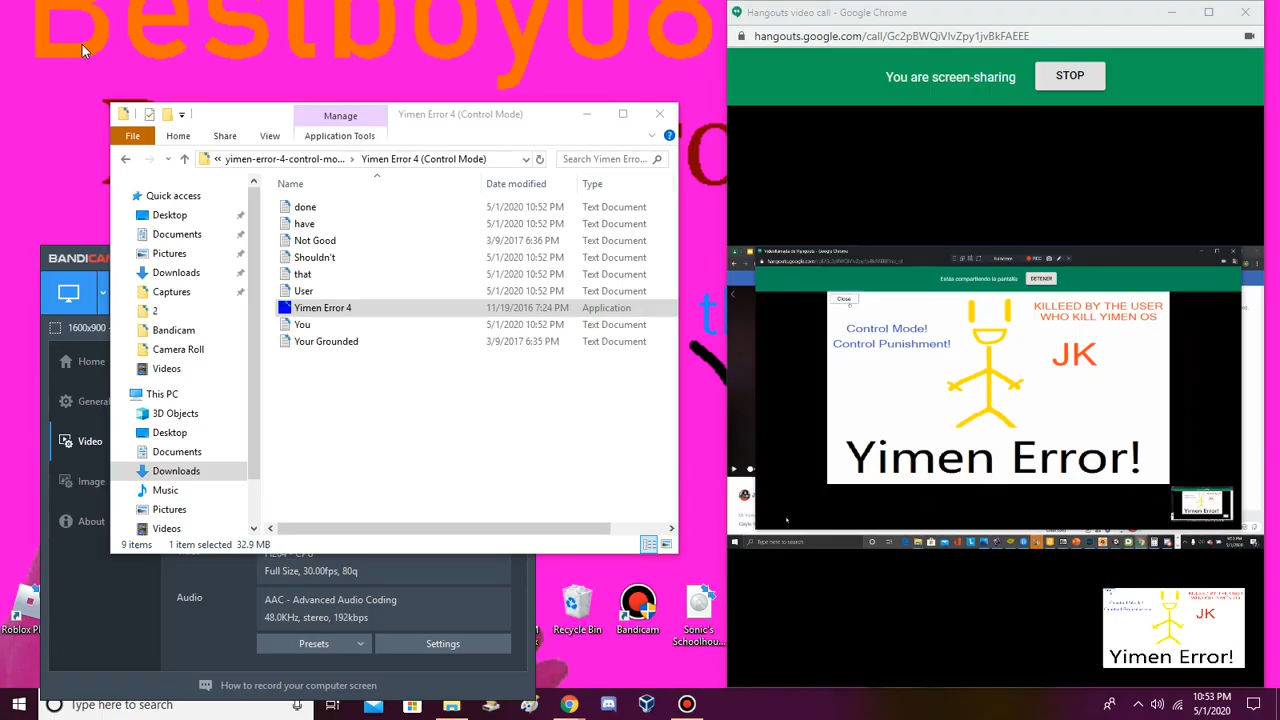 Bestboy08
Hangouts video call - Google Chrome
hangouts.google.com/call/Gc2pBWQiVIvZpy1jvBkFAEEE
You are screen-sharing
STOP
Manage
Yimen Error 4 (Control Mode)
File
Home
Share
View
Application Tools
« yimen-error-4-control-mo... > Yimen Error 4 (Control Mode)
Search Yimen Erro...
Name
Date modified
Type
Quick access
Desktop
Documents
Pictures
Downloads
Captures
2
Bandicam
Camera Roll
Videos
This PC
3D Objects
Desktop
Documents
Downloads
Music
Pictures
Videos
done 5/1/2020 10:52 PM Text Document
have 5/1/2020 10:52 PM Text Document
Not Good 3/9/2017 6:36 PM Text Document
Shouldn't 5/1/2020 10:52 PM Text Document
that 5/1/2020 10:52 PM Text Document
User 5/1/2020 10:52 PM Text Document
Yimen Error 4 11/19/2016 7:24 PM Application
You 5/1/2020 10:52 PM Text Document
Your Grounded 3/9/2017 6:35 PM Text Document
9 items 1 item selected 32.9 MB
BANDICAM
1600x900
Home
General
Video
Image
About
Full Size, 30.00fps, 80q
Audio
AAC - Advanced Audio Coding
48.0KHz, stereo, 192kbps
Presets
Settings
How to record your computer screen
Recycle Bin
Bandicam
Sonic's
Schoolhou...
Estás compartiendo la pantalla
DETENER
Close
Control Mode!
Control Punishment!
KILLEED BY THE USER
WHO KILL YIMEN OS
JK
Yimen Error!
Yimen Error!
Type here to search
JK
Yimen Error!
Type here to search
10:53 PM
5/1/2020